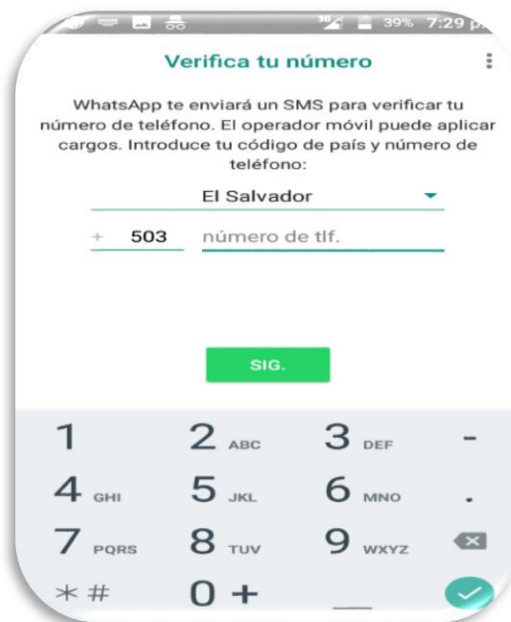 39% 7:29 p.
Verifica tu número
WhatsApp te enviará un SMS para verificar tu
número de teléfono. El operador móvil puede aplicar
cargos. Introduce tu código de país y número de
teléfono:
El Salvador
+ 503 número de tlf.
SIG.
1 2 ABC 3 DEF -
4 GHI 5 JKL 6 MNO .
7 PQRS 8 TUV 9 WXYZ
*# 0 + _